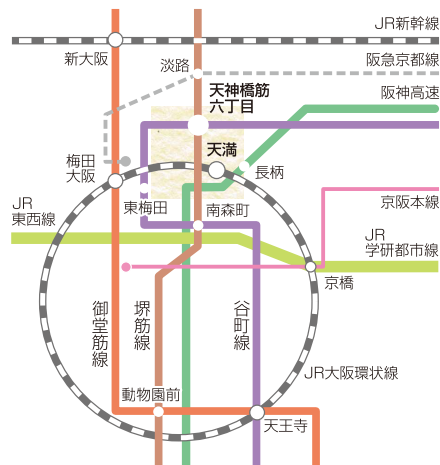 JR新幹線
新大阪
淡路
阪急京都線
天神橋筋
六丁目
阪神高速
天満
長柄
梅田
大阪
東梅田
南森町
京阪本線
JR
東西線
JR
学研都市線
京橋
御堂筋線
堺筋線
谷町線
JR大阪環状線
動物園前
天王寺